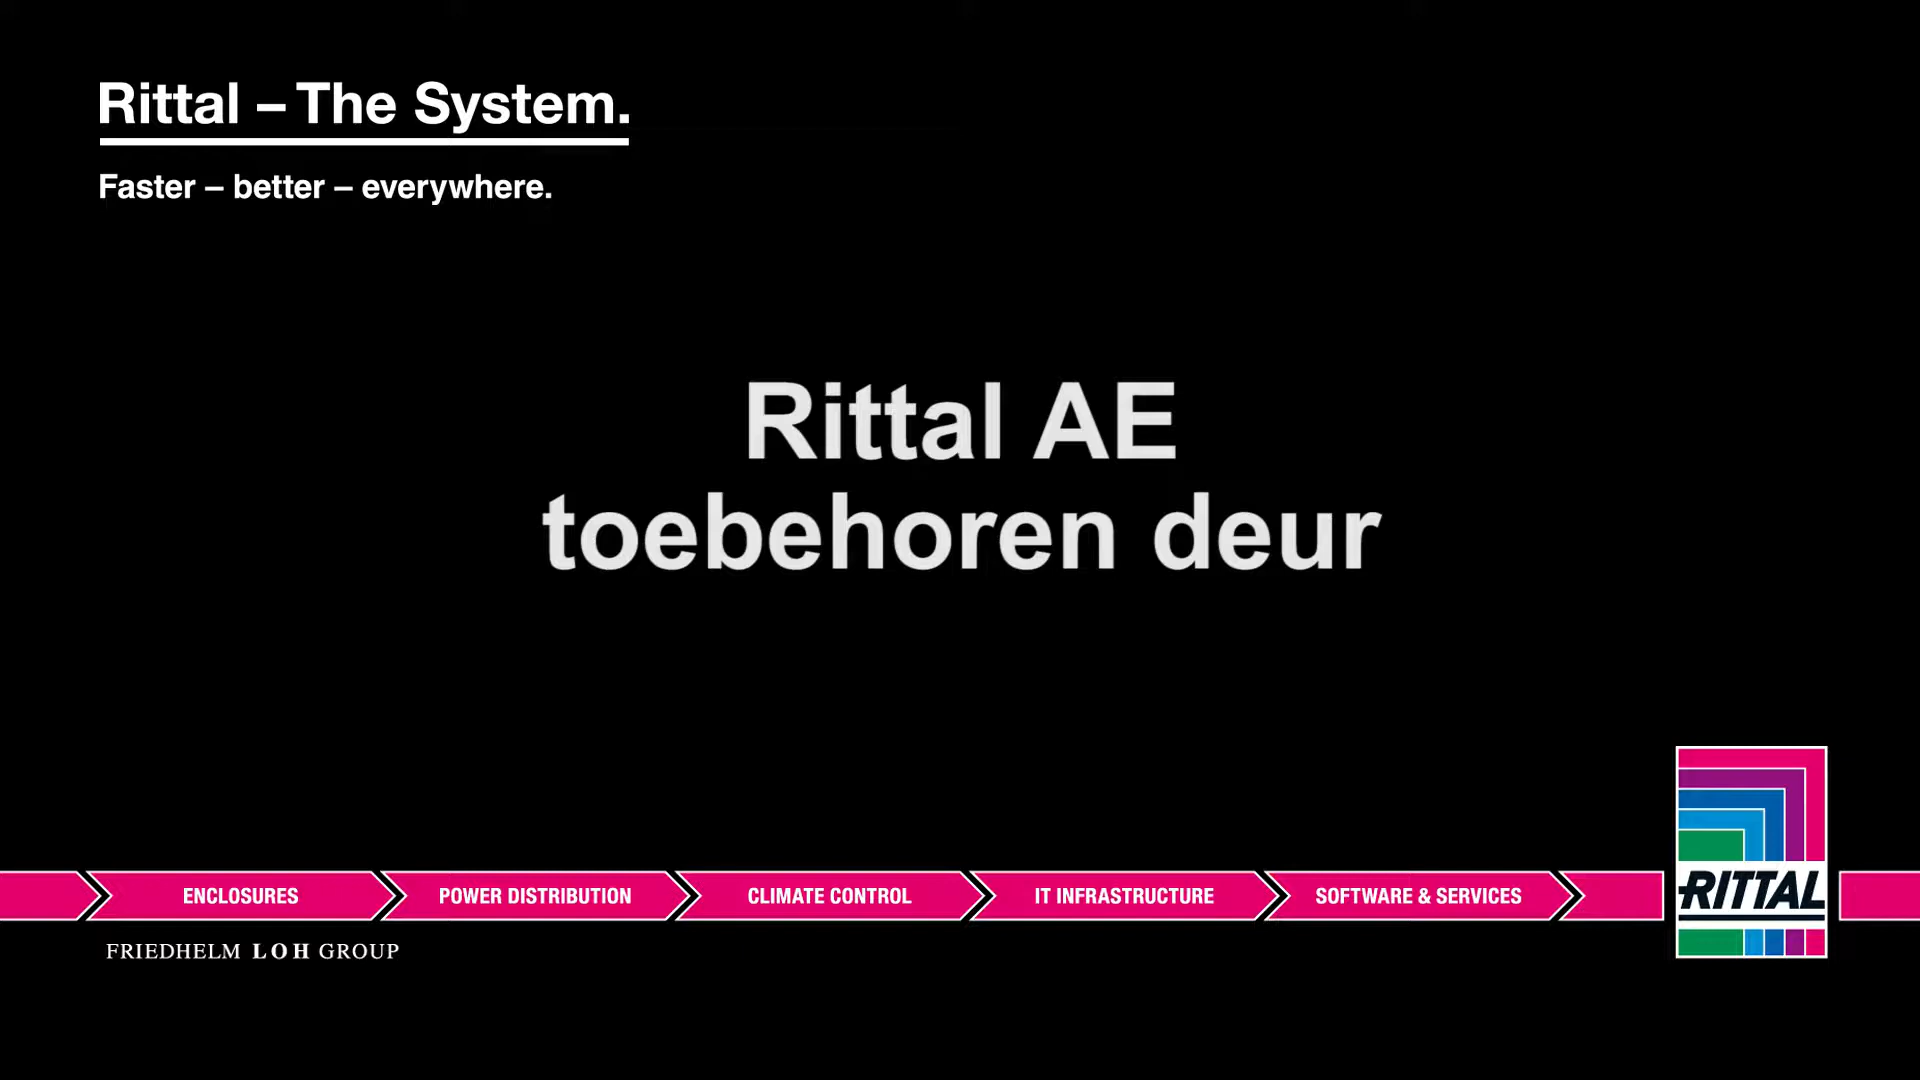 Rittal – The System.
Faster – better – everywhere.
Rittal AE
toebehoren deur
ENCLOSURES
POWER DISTRIBUTION
CLIMATE CONTROL
IT INFRASTRUCTURE
SOFTWARE & SERVICES
RITTAL
FRIEDHELM LOH GROUP